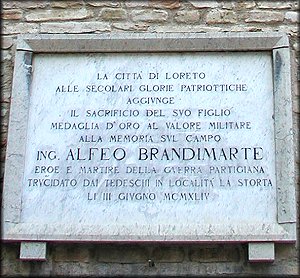 LA CITTÀ DI LORETO
ALLE SECOLARI GLORIE PATRIOTTICHE
AGGIVNGE
IL SACRIFICIO DEL SVO FIGLIO
MEDAGLIA D'ORO AL VALORE MILITARE
ALLA MEMORIA SVL CAMPO
ING. ALFEO BRANDIMARTE
EROE E MARTIRE DELLA GVERRA PARTIGIANA
TRVCIDATO DAI TEDESCHI IN LOCALITÀ LA STORTA
LI IIII GIVGNO MCMXLIV